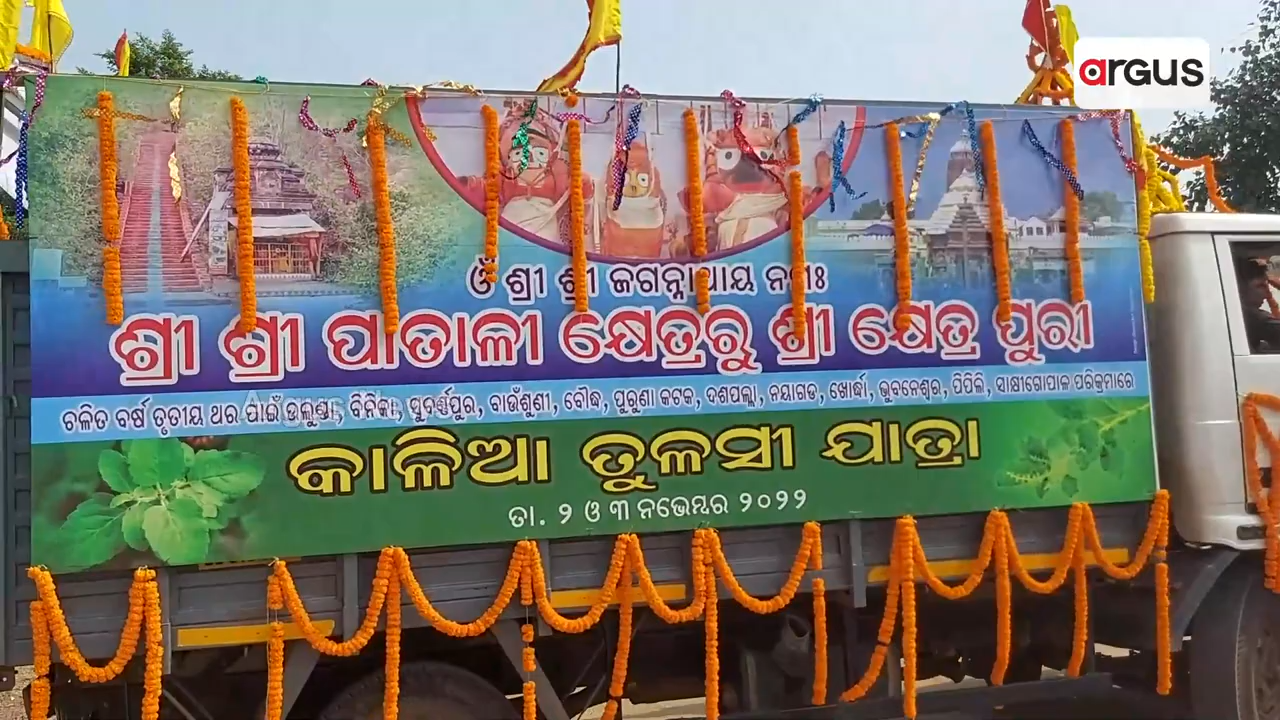 argus
ଓଁ ଶ୍ରୀ ଶ୍ରୀ ଜଗନ୍ନାଥାୟ ନମଃ
ଶ୍ରୀ ଶ୍ରୀ ପାତାଳୀ କ୍ଷେତ୍ରରୁ ଶ୍ରୀ କ୍ଷେତ୍ର ପୁରୀ
ଚଳିତ ବର୍ଷ ତୃତୀୟ ଥର ପାଇଁ ଉଲୁଣ୍ଡା, ବିନିକା, ସୁବର୍ଣ୍ଣପୁର, ବାଉଁଶୁଣୀ, ବୌଦ୍ଧ, ପୁରୁଣା କଟକ, ଦଶପଲ୍ଲା, ନୟାଗଡ, ଖୋର୍ଦ୍ଧା, ଭୁବନେଶ୍ୱର, ପିପିଲି, ସାକ୍ଷୀଗୋପାଳ ପରିକ୍ରମାରେ
କାଳିଆ ତୁଳସୀ ଯାତ୍ରା
ତା. ୨ ଓ ୩ ନଭେମ୍ବର ୨୦୨୨